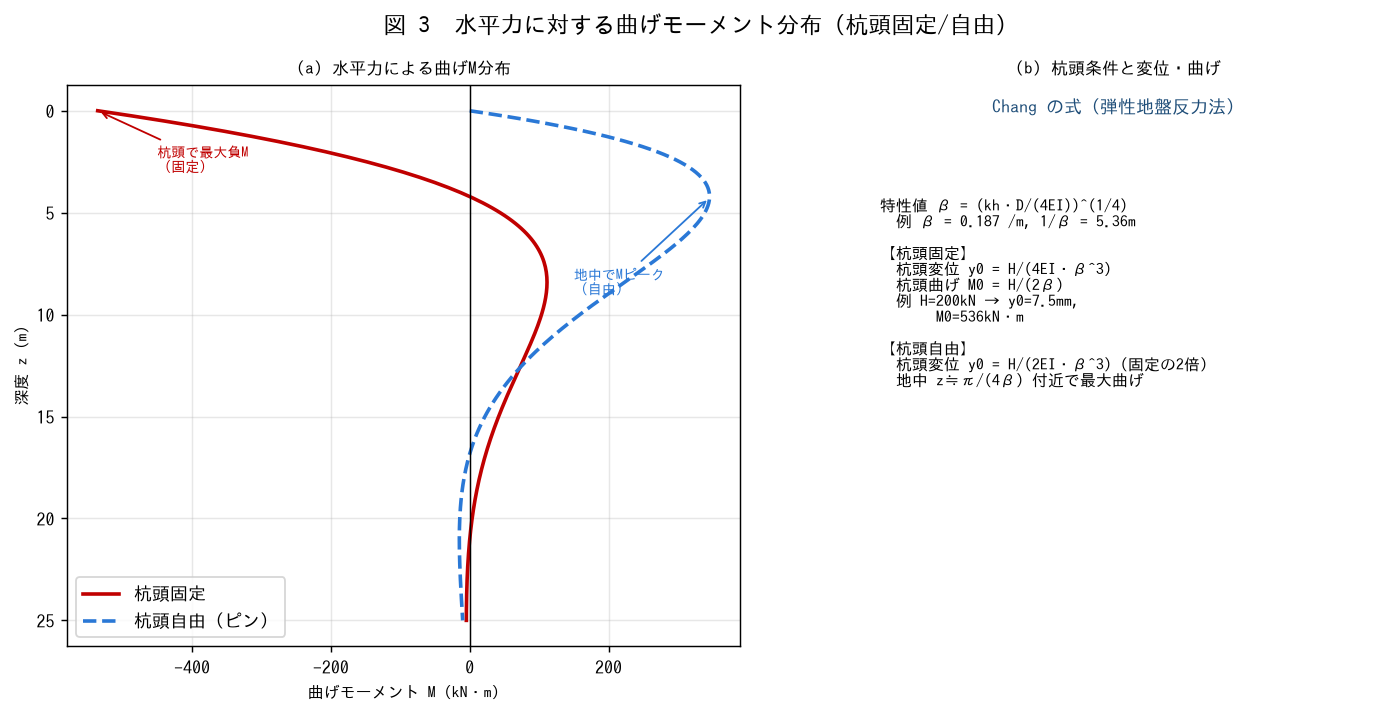 図 3　水平力に対する曲げモーメント分布（杭頭固定/自由）
(a) 水平力による曲げM分布
0
5
10
15
20
25
深度 z (m)
杭頭で最大負M
(固定)
地中でMピーク
(自由)
杭頭固定
杭頭自由（ピン）
-400
-200
0
200
曲げモーメント M (kN・m)
(b) 杭頭条件と変位・曲げ
Chang の式（弾性地盤反力法）
特性値 β = (kh・D/(4EI))^(1/4)
例 β = 0.187 /m, 1/β = 5.36m
【杭頭固定】
杭頭変位 y0 = H/(4EI・β^3)
杭頭曲げ M0 = H/(2β)
例 H=200kN → y0=7.5mm,
M0=536kN・m
【杭頭自由】
杭頭変位 y0 = H/(2EI・β^3)（固定の2倍）
地中 z≒π/(4β) 付近で最大曲げ